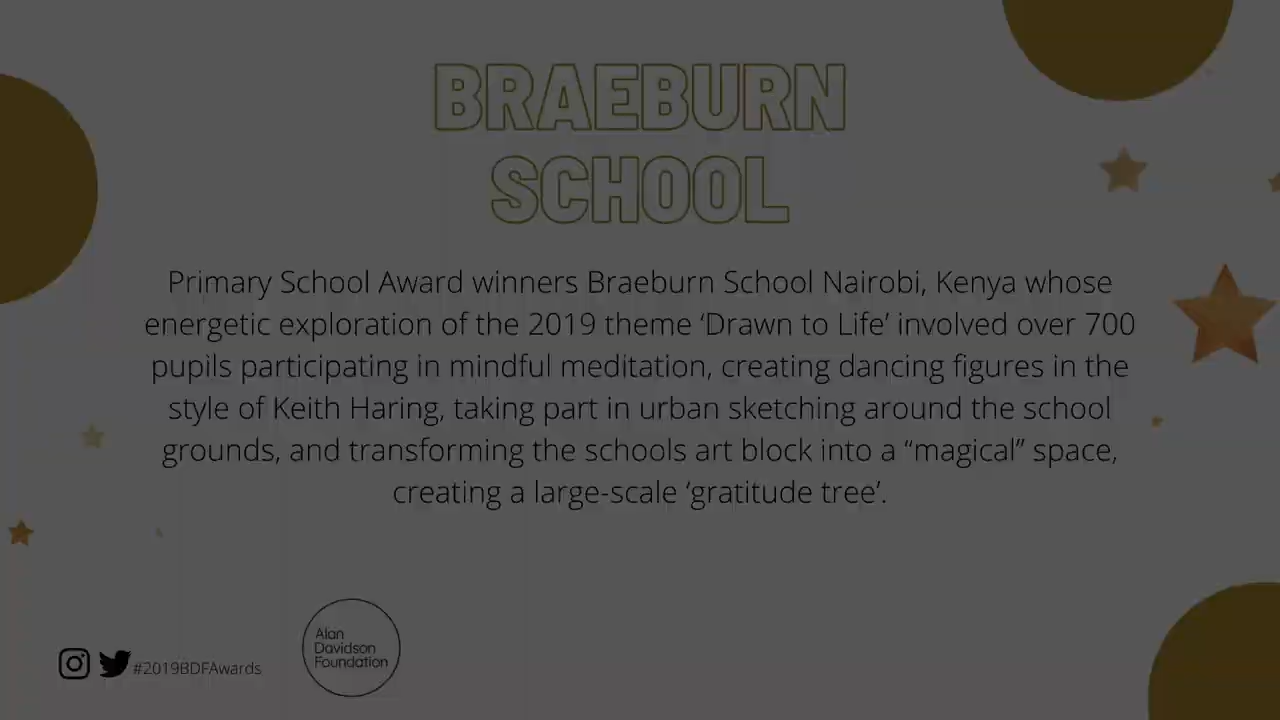 BRAEBURN
SCHOOL
Primary School Award winners Braeburn School Nairobi, Kenya whose
energetic exploration of the 2019 theme ‘Drawn to Life’ involved over 700
pupils participating in mindful meditation, creating dancing figures in the
style of Keith Haring, taking part in urban sketching around the school
grounds, and transforming the schools art block into a “magical” space,
creating a large-scale ‘gratitude tree’.
#2019BDFAwards
Alan
Davidson
Foundation